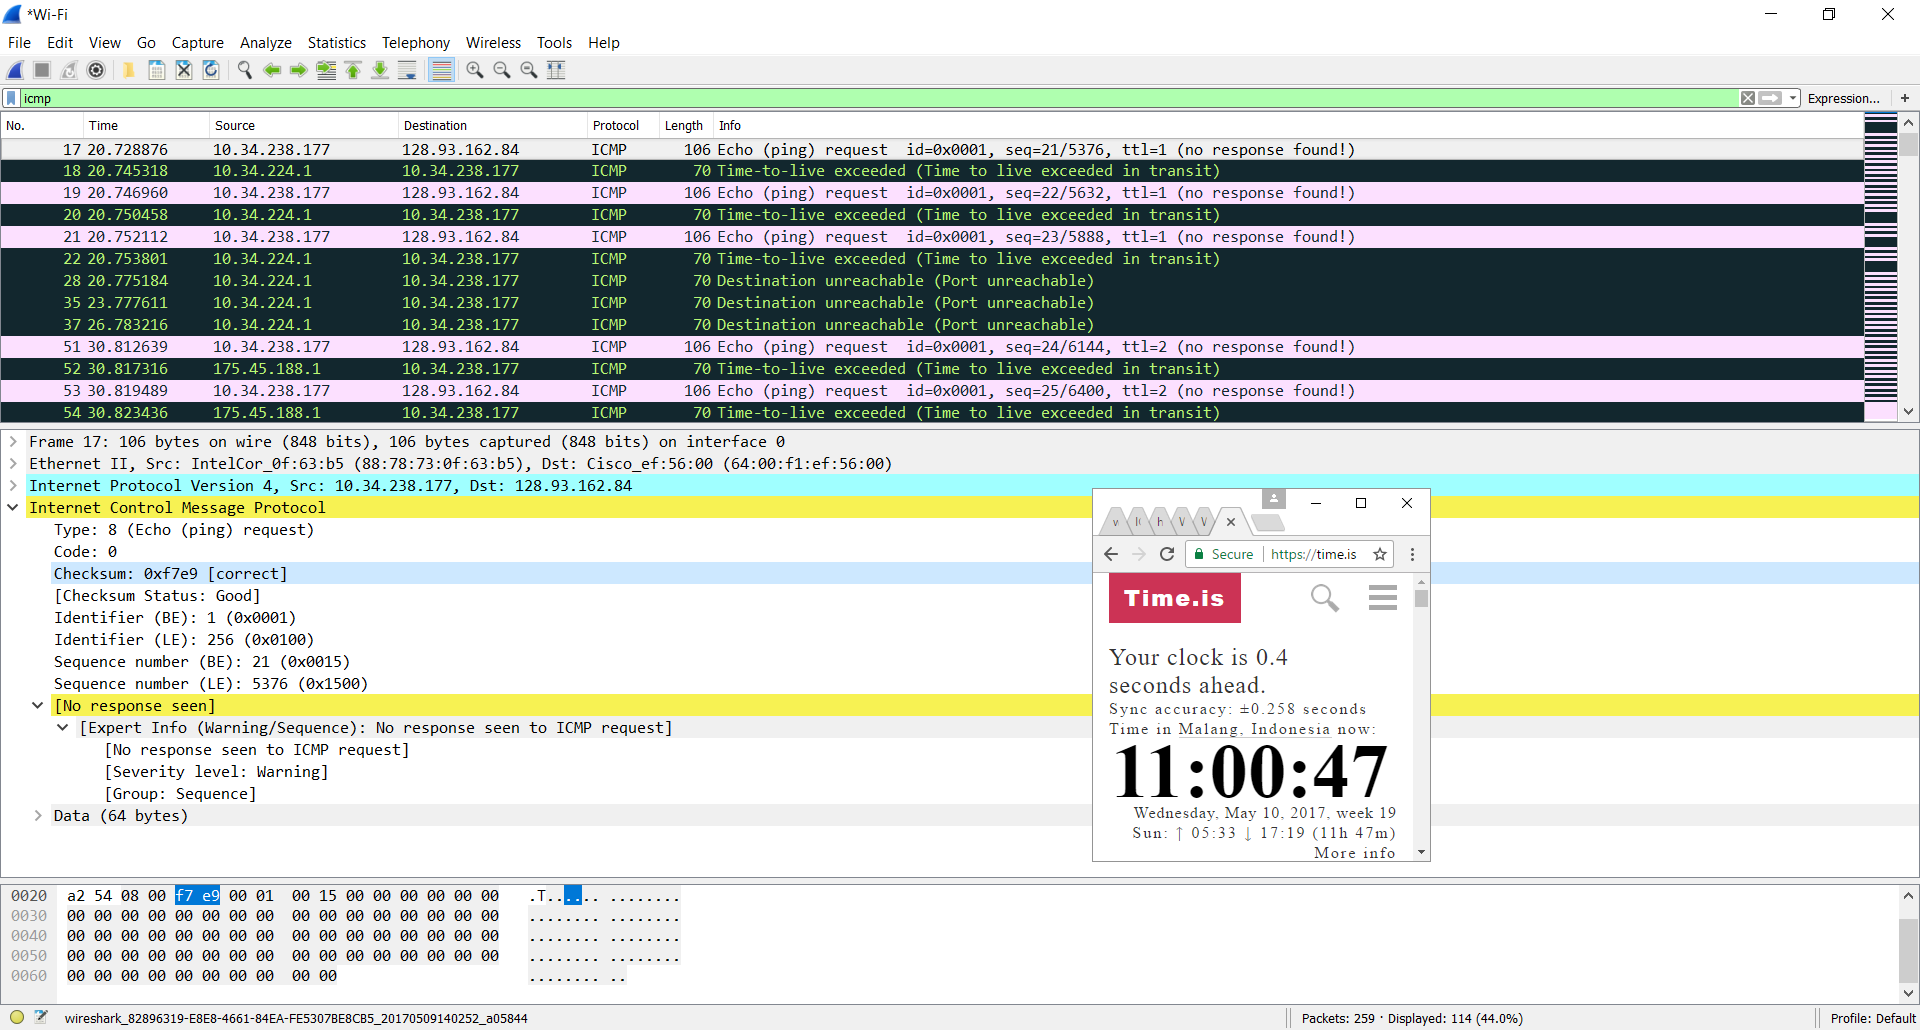 *Wi-Fi
File Edit View Go Capture Analyze Statistics Telephony Wireless Tools Help
icmp Expression... +
No. Time Source Destination Protocol Length Info
17 20.728876 10.34.238.177 128.93.162.84 ICMP 106 Echo (ping) request id=0x0001, seq=21/5376, ttl=1 (no response found!)
18 20.745318 10.34.224.1 10.34.238.177 ICMP 70 Time-to-live exceeded (Time to live exceeded in transit)
19 20.746960 10.34.238.177 128.93.162.84 ICMP 106 Echo (ping) request id=0x0001, seq=22/5632, ttl=1 (no response found!)
20 20.750458 10.34.224.1 10.34.238.177 ICMP 70 Time-to-live exceeded (Time to live exceeded in transit)
21 20.752112 10.34.238.177 128.93.162.84 ICMP 106 Echo (ping) request id=0x0001, seq=23/5888, ttl=1 (no response found!)
22 20.753801 10.34.224.1 10.34.238.177 ICMP 70 Time-to-live exceeded (Time to live exceeded in transit)
28 20.775184 10.34.224.1 10.34.238.177 ICMP 70 Destination unreachable (Port unreachable)
35 23.777611 10.34.224.1 10.34.238.177 ICMP 70 Destination unreachable (Port unreachable)
37 26.783216 10.34.224.1 10.34.238.177 ICMP 70 Destination unreachable (Port unreachable)
51 30.812639 10.34.238.177 128.93.162.84 ICMP 106 Echo (ping) request id=0x0001, seq=24/6144, ttl=2 (no response found!)
52 30.817316 175.45.188.1 10.34.238.177 ICMP 70 Time-to-live exceeded (Time to live exceeded in transit)
53 30.819489 10.34.238.177 128.93.162.84 ICMP 106 Echo (ping) request id=0x0001, seq=25/6400, ttl=2 (no response found!)
54 30.823436 175.45.188.1 10.34.238.177 ICMP 70 Time-to-live exceeded (Time to live exceeded in transit)
Frame 17: 106 bytes on wire (848 bits), 106 bytes captured (848 bits) on interface 0
Ethernet II, Src: IntelCor_0f:63:b5 (88:78:73:0f:63:b5), Dst: Cisco_ef:56:00 (64:00:f1:ef:56:00)
Internet Protocol Version 4, Src: 10.34.238.177, Dst: 128.93.162.84
Internet Control Message Protocol
Type: 8 (Echo (ping) request)
Code: 0
Checksum: 0xf7e9 [correct]
[Checksum Status: Good]
Identifier (BE): 1 (0x0001)
Identifier (LE): 256 (0x0100)
Sequence number (BE): 21 (0x0015)
Sequence number (LE): 5376 (0x1500)
[No response seen]
[Expert Info (Warning/Sequence): No response seen to ICMP request]
[No response seen to ICMP request]
[Severity level: Warning]
[Group: Sequence]
Data (64 bytes)
Secure https://time.is
Time.is
Your clock is 0.4
seconds ahead.
Sync accuracy: ±0.258 seconds
Time in Malang, Indonesia now:
11:00:47
Wednesday, May 10, 2017, week 19
Sun: ↑ 05:33 ↓ 17:19 (11h 47m)
More info
0020 a2 54 08 00 f7 e9 00 01 00 15 00 00 00 00 00 00 .T...... ........
0030 00 00 00 00 00 00 00 00 00 00 00 00 00 00 00 00 ........ ........
0040 00 00 00 00 00 00 00 00 00 00 00 00 00 00 00 00 ........ ........
0050 00 00 00 00 00 00 00 00 00 00 00 00 00 00 00 00 ........ ........
0060 00 00 00 00 00 00 00 00 00 00 ........ ..
wireshark_82896319-E8E8-4661-84EA-FE5307BE8CB5_20170509140252_a05844 Packets: 259 · Displayed: 114 (44.0%) Profile: Default